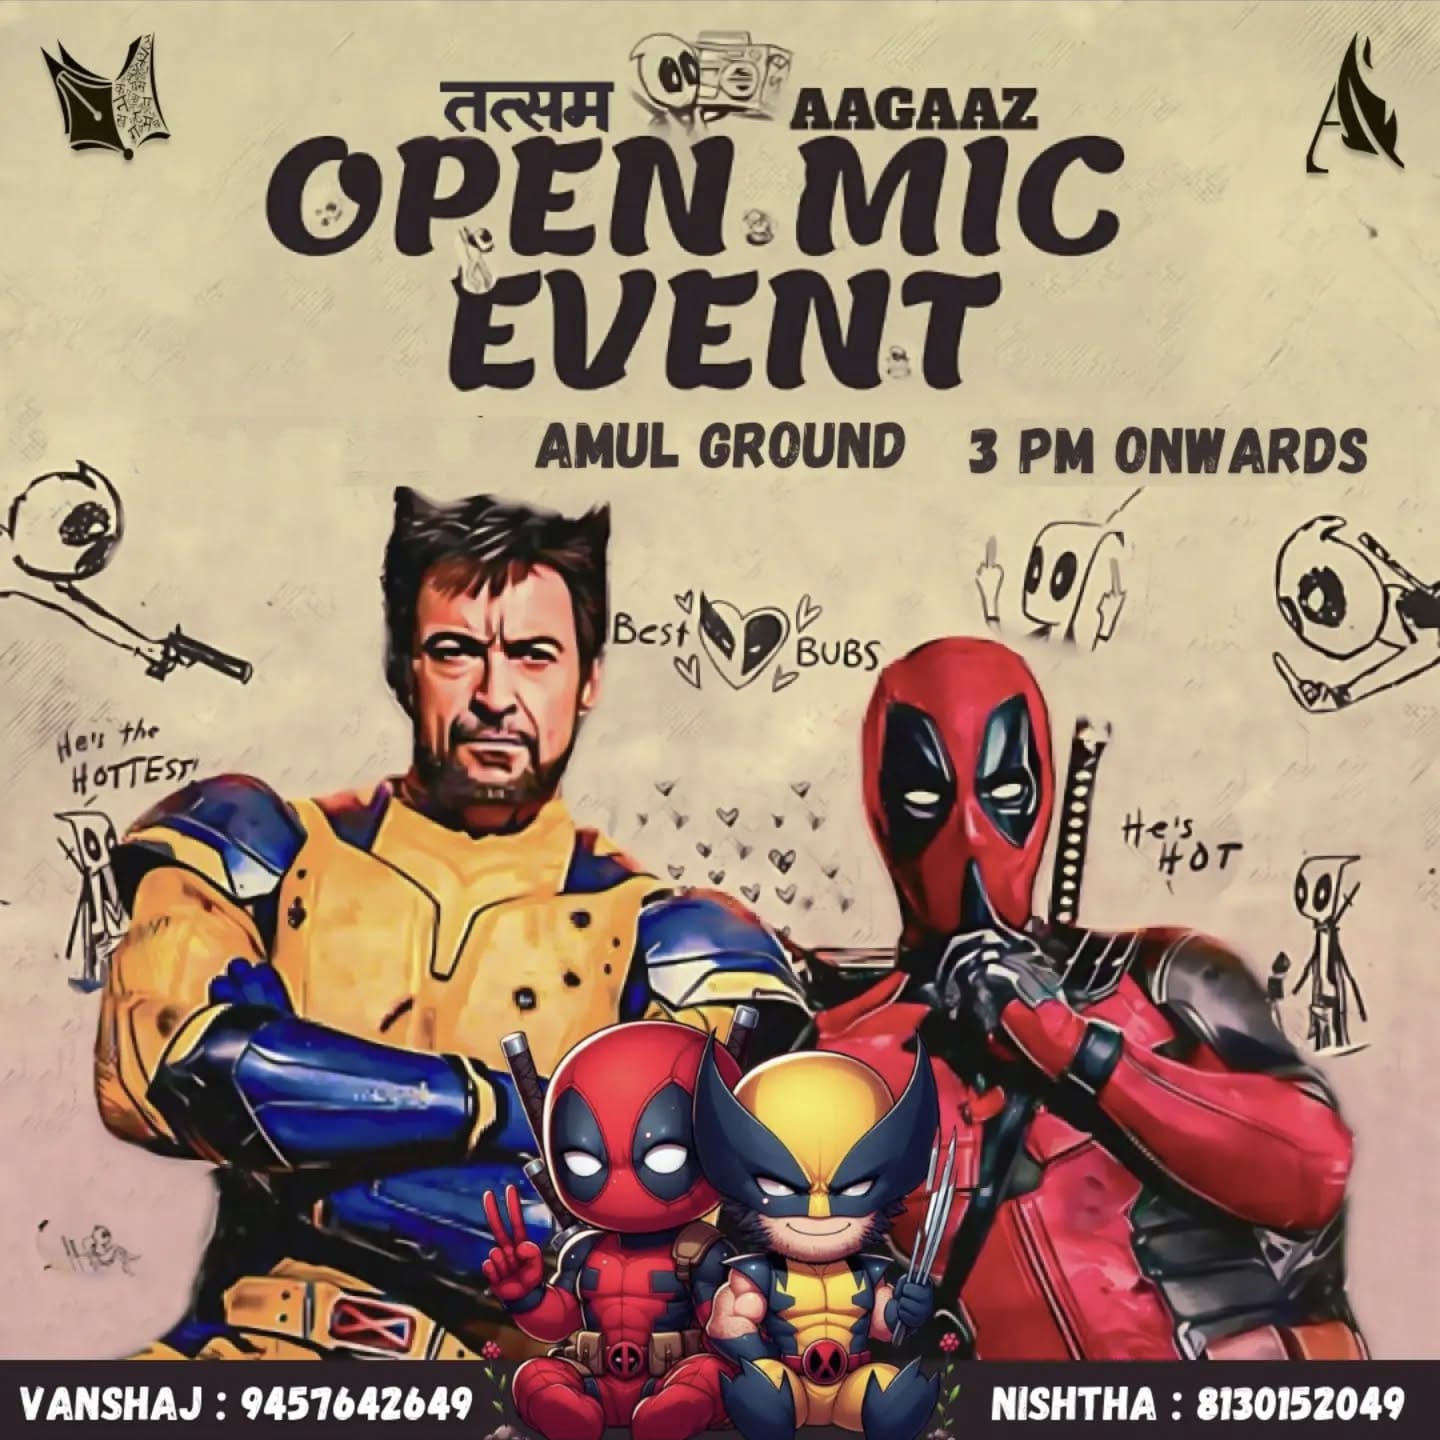 तत्सम AAGAAZ
OPEN MIC
EVENT
AMUL GROUND 3 PM ONWARDS
Best BUBS
He's the
HOTTEST!
He's
HOT
VANSHAJ : 9457642649
NISHTHA : 8130152049